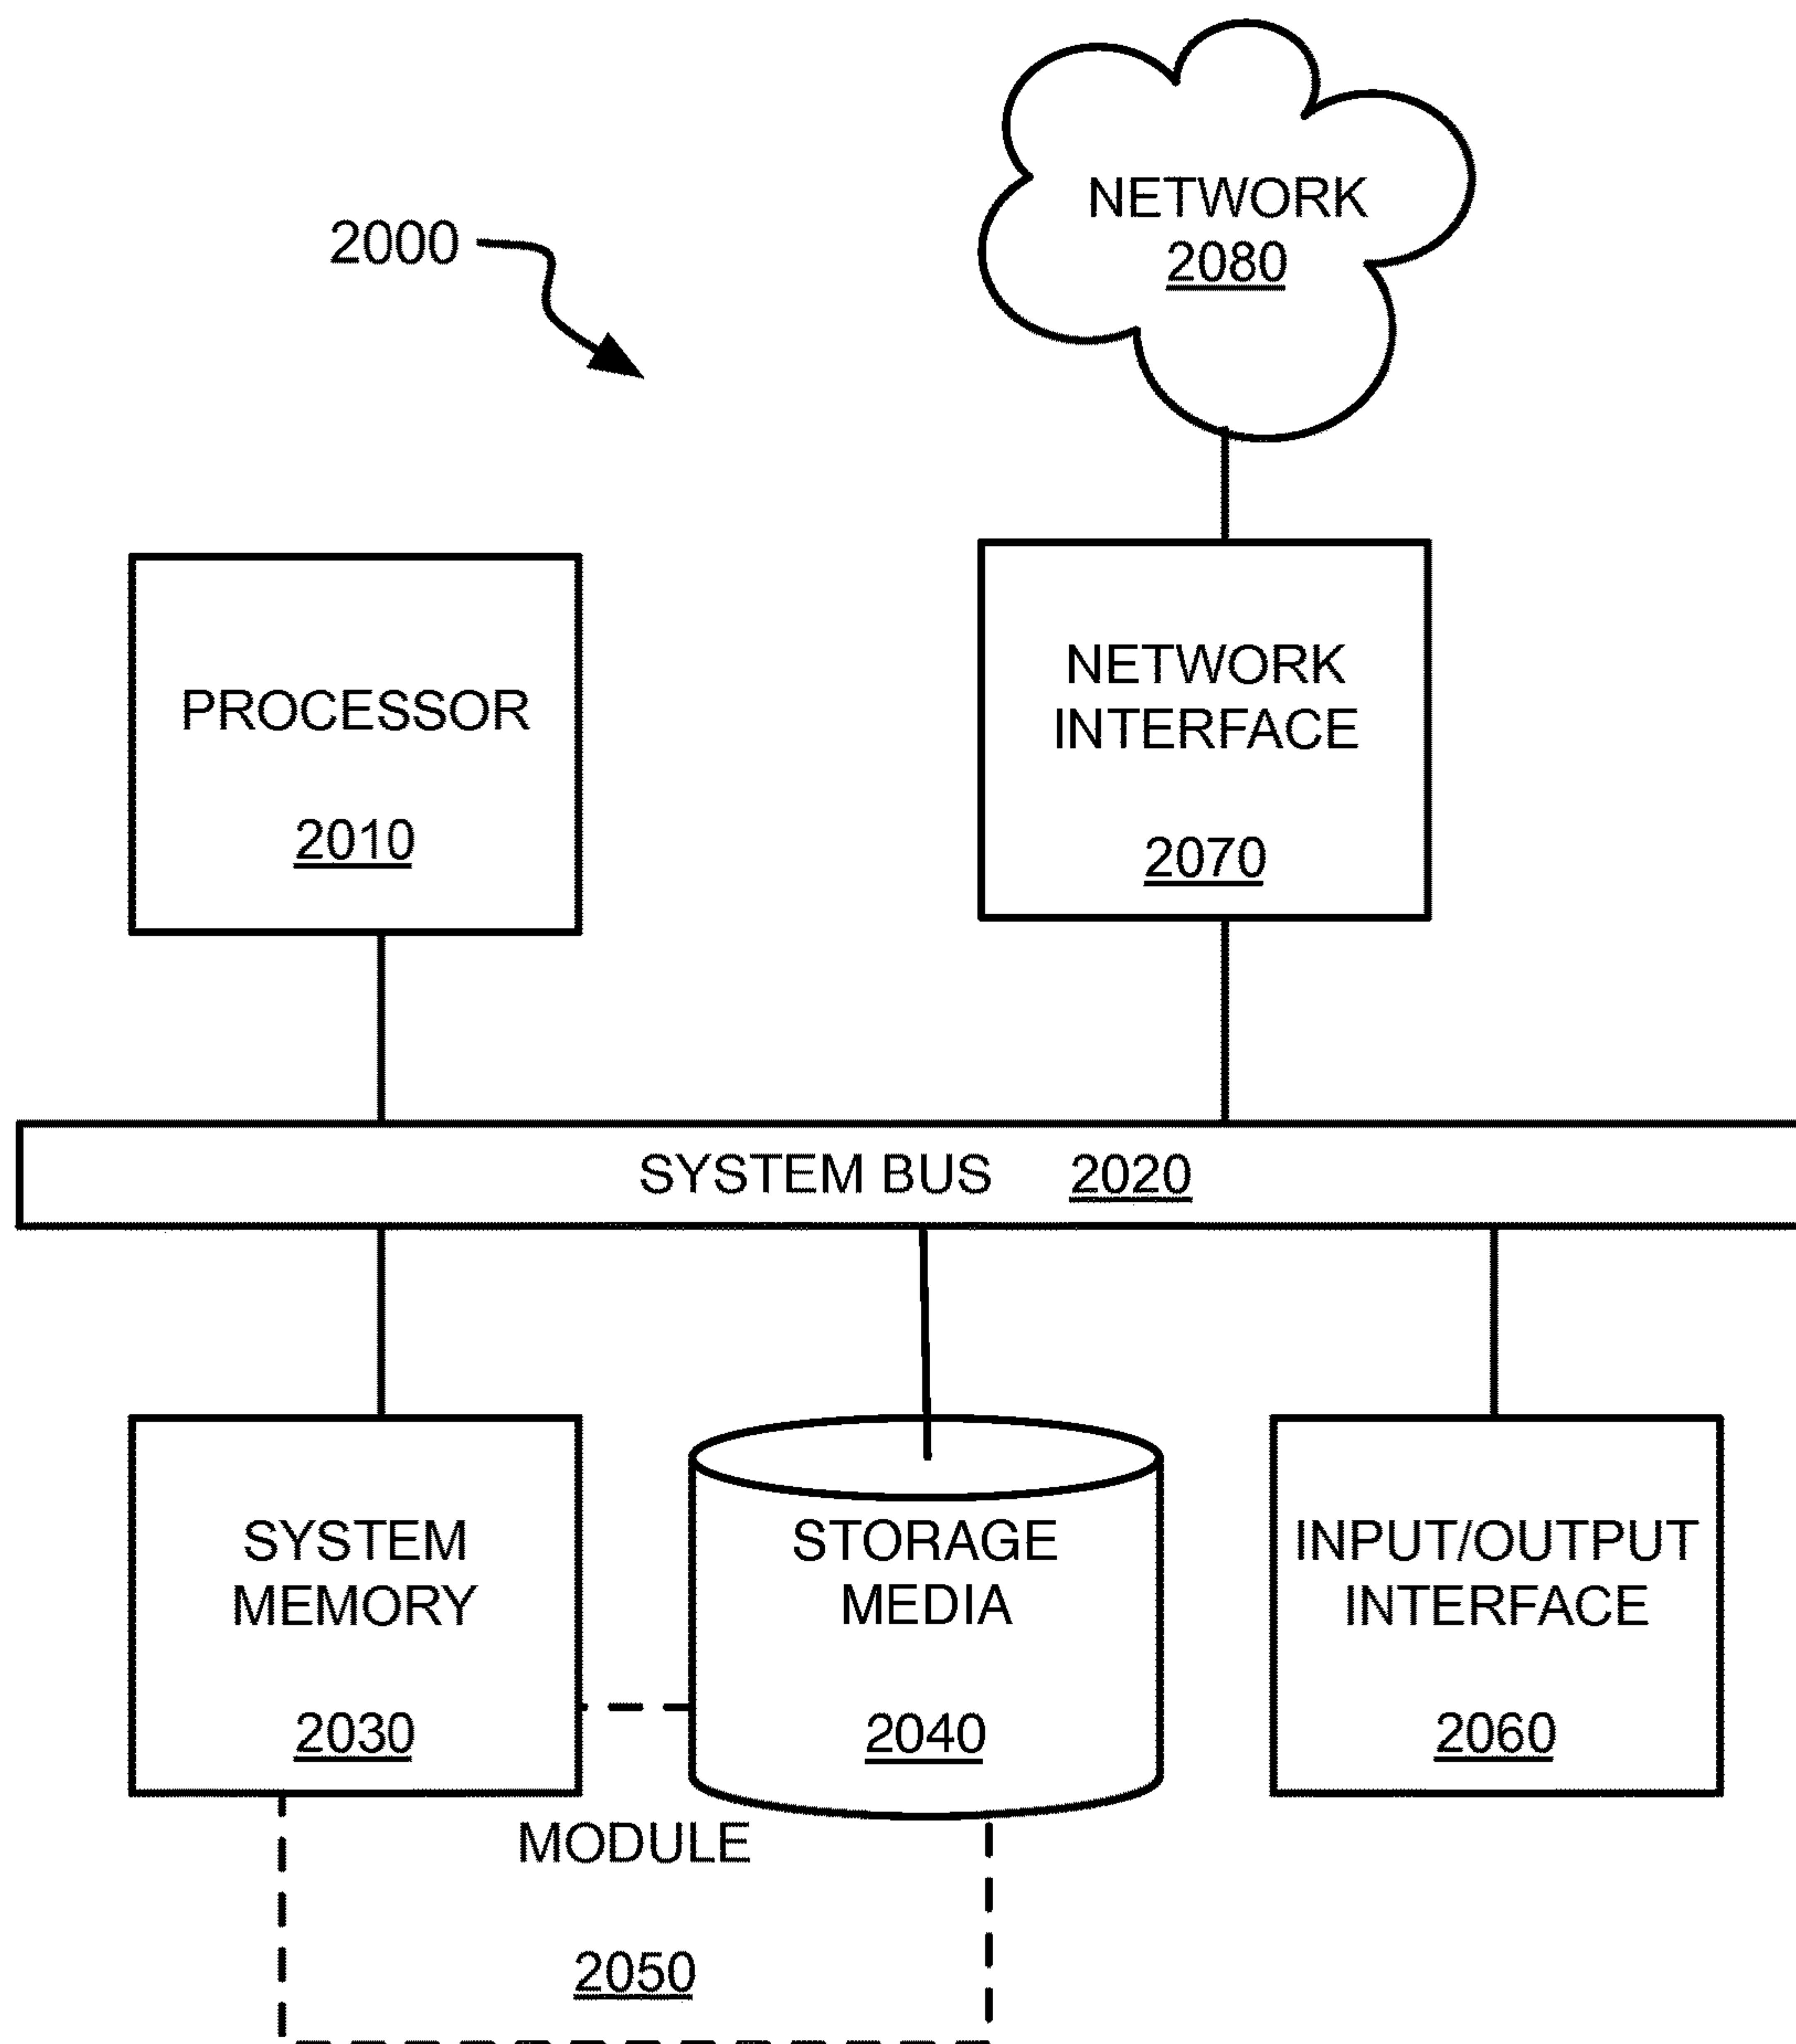 NETWORK
2080
2000
PROCESSOR
2010
NETWORK
INTERFACE
2070
SYSTEM BUS 2020
SYSTEM
MEMORY
2030
STORAGE
MEDIA
2040
INPUT/OUTPUT
INTERFACE
2060
MODULE
2050